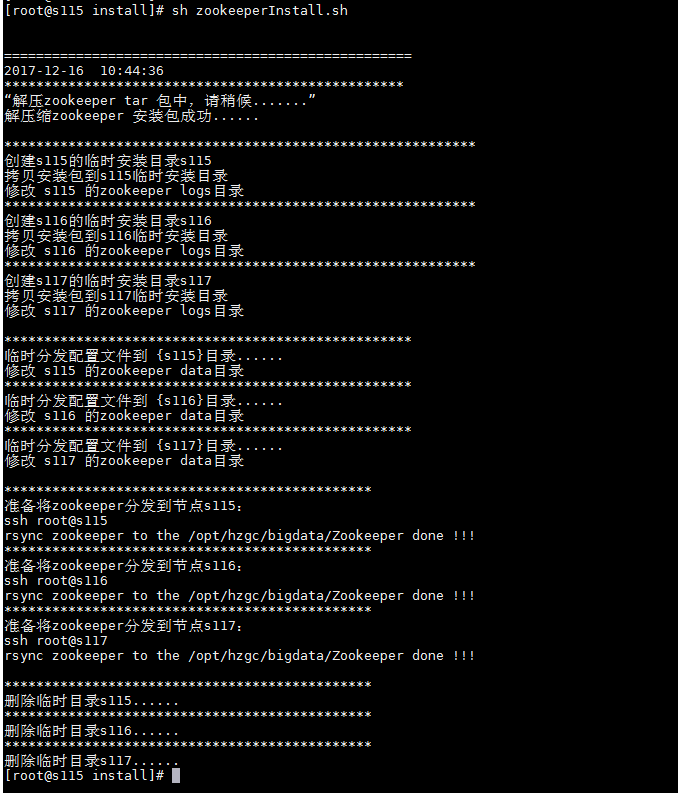 [root@s115 install]# sh zookeeperInstall.sh
===================================================
2017-12-16  10:44:36
**************************************************
“解压zookeeper tar 包中，请稍候.......”
解压缩zookeeper 安装包成功......
***********************************************************
创建s115的临时安装目录s115
拷贝安装包到s115临时安装目录
修改 s115 的zookeeper logs目录
***********************************************************
创建s116的临时安装目录s116
拷贝安装包到s116临时安装目录
修改 s116 的zookeeper logs目录
***********************************************************
创建s117的临时安装目录s117
拷贝安装包到s117临时安装目录
修改 s117 的zookeeper logs目录
***************************************************
临时分发配置文件到 {s115}目录......
修改 s115 的zookeeper data目录
***************************************************
临时分发配置文件到 {s116}目录......
修改 s116 的zookeeper data目录
***************************************************
临时分发配置文件到 {s117}目录......
修改 s117 的zookeeper data目录
**********************************************
准备将zookeeper分发到节点s115：
ssh root@s115
rsync zookeeper to the /opt/hzgc/bigdata/Zookeeper done !!!
**********************************************
准备将zookeeper分发到节点s116：
ssh root@s116
rsync zookeeper to the /opt/hzgc/bigdata/Zookeeper done !!!
**********************************************
准备将zookeeper分发到节点s117：
ssh root@s117
rsync zookeeper to the /opt/hzgc/bigdata/Zookeeper done !!!
**********************************************
删除临时目录s115......
**********************************************
删除临时目录s116......
**********************************************
删除临时目录s117......
[root@s115 install]#